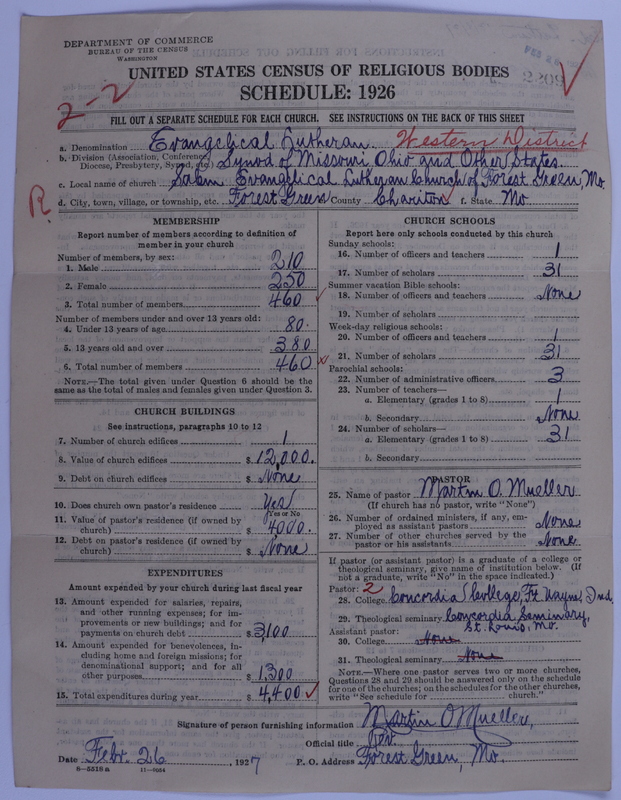 DEPARTMENT OF COMMERCE
BUREAU OF THE CENSUS
WASHINGTON
UNITED STATES CENSUS OF RELIGIOUS BODIES
SCHEDULE: 1926
2-2
2209
FILL OUT A SEPARATE SCHEDULE FOR EACH CHURCH. SEE INSTRUCTIONS ON THE BACK OF THIS SHEET
a. Denomination Evangelical Lutheran. Western District
b. Division (Association, Conference, Diocese, Presbytery, Synod, etc.) Synod of Missouri Ohio and Other States.
c. Local name of church Salem Evangelical Lutheran Church of Forest Green, Mo.
R
d. City, town, village, or township, etc. Forest Green County Chariton f. State Mo
MEMBERSHIP
Report number of members according to definition of member in your church
Number of members, by sex:
1. Male 210
2. Female 250
3. Total number of members 460
Number of members under and over 13 years old:
4. Under 13 years of age 80.
5. 13 years old and over 380
6. Total number of members 460
NOTE.—The total given under Question 6 should be the same as the total of males and females given under Question 3.
CHURCH BUILDINGS
See instructions, paragraphs 10 to 12
7. Number of church edifices 1
8. Value of church edifices $ 12,000.
9. Debt on church edifices $ None
10. Does church own pastor's residence Yes
(Yes or No)
11. Value of pastor's residence (if owned by church) $ 4000.
12. Debt on pastor's residence (if owned by church) $ None
EXPENDITURES
Amount expended by your church during last fiscal year
13. Amount expended for salaries, repairs, and other running expenses; for improvements or new buildings; and for payments on church debt $ 3,100
14. Amount expended for benevolences, including home and foreign missions; for denominational support; and for all other purposes $ 1,300
15. Total expenditures during year $ 4,400
CHURCH SCHOOLS
Report here only schools conducted by this church
Sunday schools:
16. Number of officers and teachers 1
17. Number of scholars 31
Summer vacation Bible schools:
18. Number of officers and teachers None
19. Number of scholars
Week-day religious schools:
20. Number of officers and teachers 1
21. Number of scholars 31
Parochial schools:
22. Number of administrative officers 3
23. Number of teachers—
a. Elementary (grades 1 to 8) 1
b. Secondary None
24. Number of scholars—
a. Elementary (grades 1 to 8) 31
b. Secondary
PASTOR
25. Name of pastor Martin O. Mueller
(If church has no pastor, write "None")
26. Number of ordained ministers, if any, employed as assistant pastors None
27. Number of other churches served by the pastor or his assistants None
If pastor (or assistant pastor) is a graduate of a college or theological seminary, give name of institution below. (If not a graduate, write "No" in the space indicated.)
Pastor: 2
28. College Concordia College, Ft Wayne, Ind.
29. Theological seminary Concordia Seminary, St. Louis, Mo.
Assistant pastor:
30. College None
31. Theological seminary None
NOTE.—Where one pastor serves two or more churches, Questions 28 and 29 should be answered only on the schedule for one of the churches; on the schedules for the other churches, write "See schedule for church."
Signature of person furnishing information Martin O Mueller,
Official title Rev.
Date Febr. 26, 1927 P. O. Address Forest Green, Mo.
8—5518a 11—9054